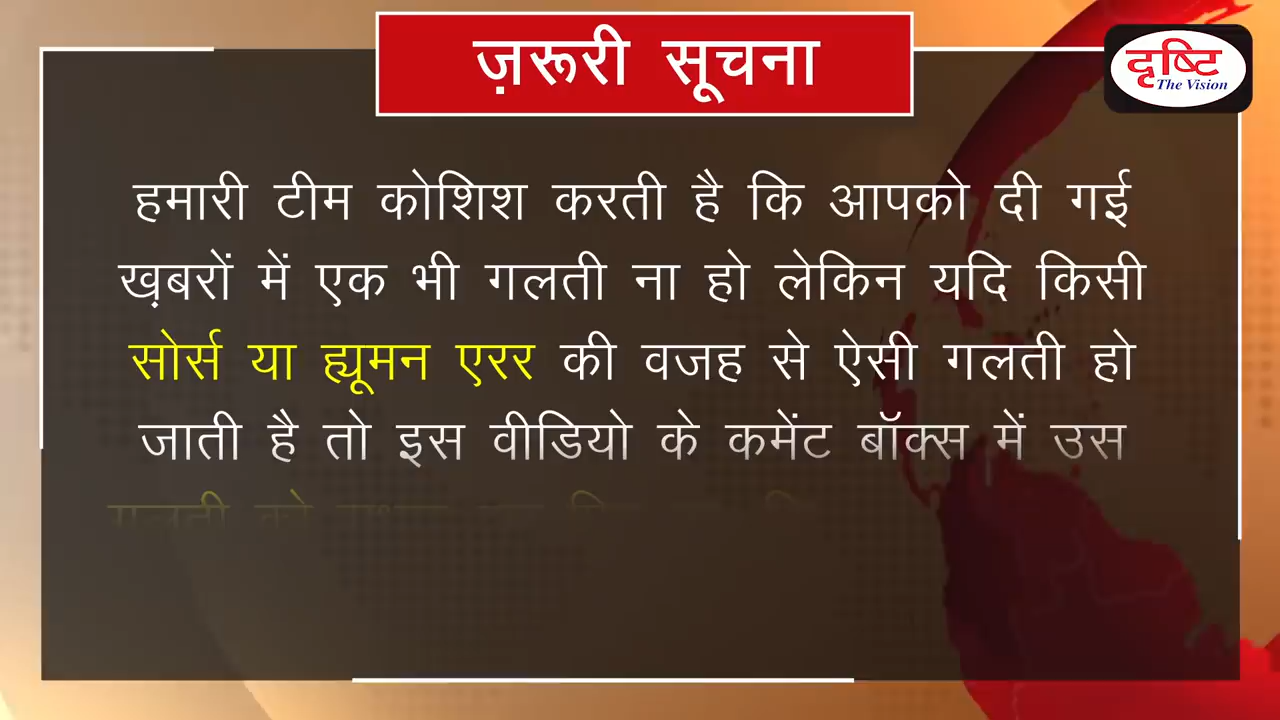 ज़रूरी सूचना
दृष्टि
The Vision
हमारी टीम कोशिश करती है कि आपको दी गई
ख़बरों में एक भी गलती ना हो लेकिन यदि किसी
सोर्स या ह्यूमन एरर की वजह से ऐसी गलती हो
जाती है तो इस वीडियो के कमेंट बॉक्स में उस